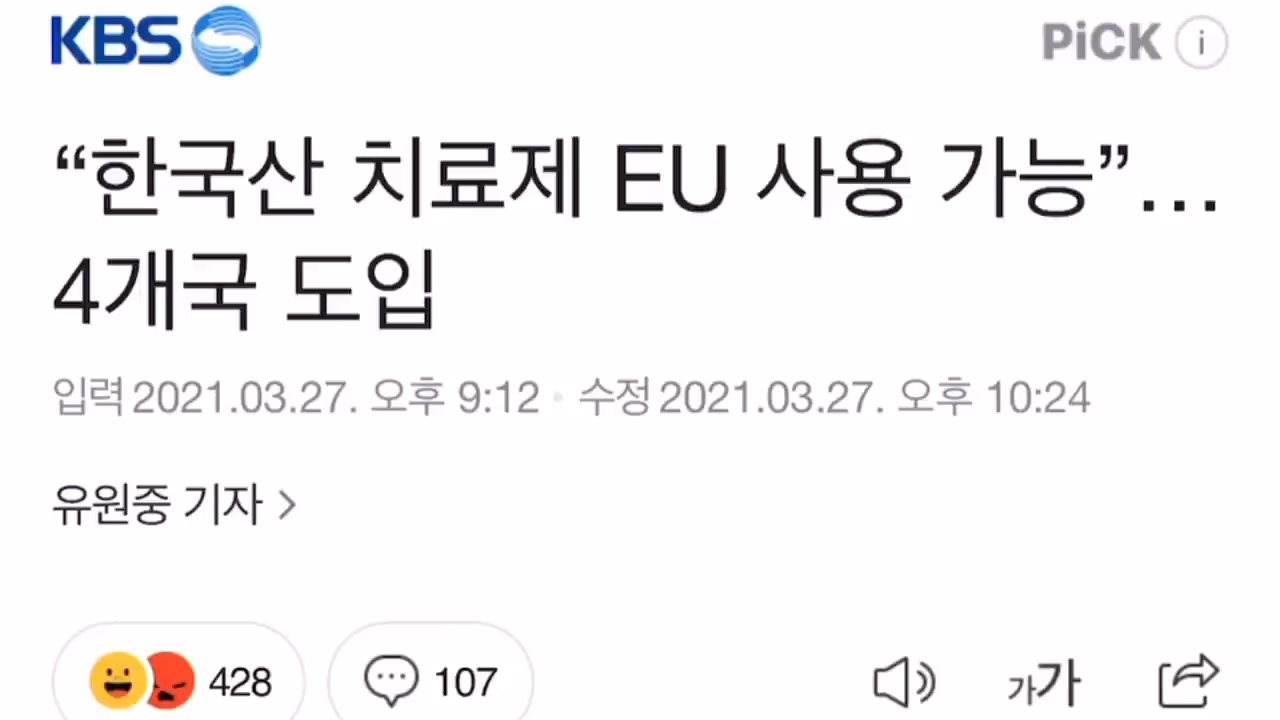 KBS
PiCK i
“한국산 치료제 EU 사용 가능”…
4개국 도입
입력 2021.03.27. 오후 9:12 · 수정 2021.03.27. 오후 10:24
유원중 기자 >
428
107
가가